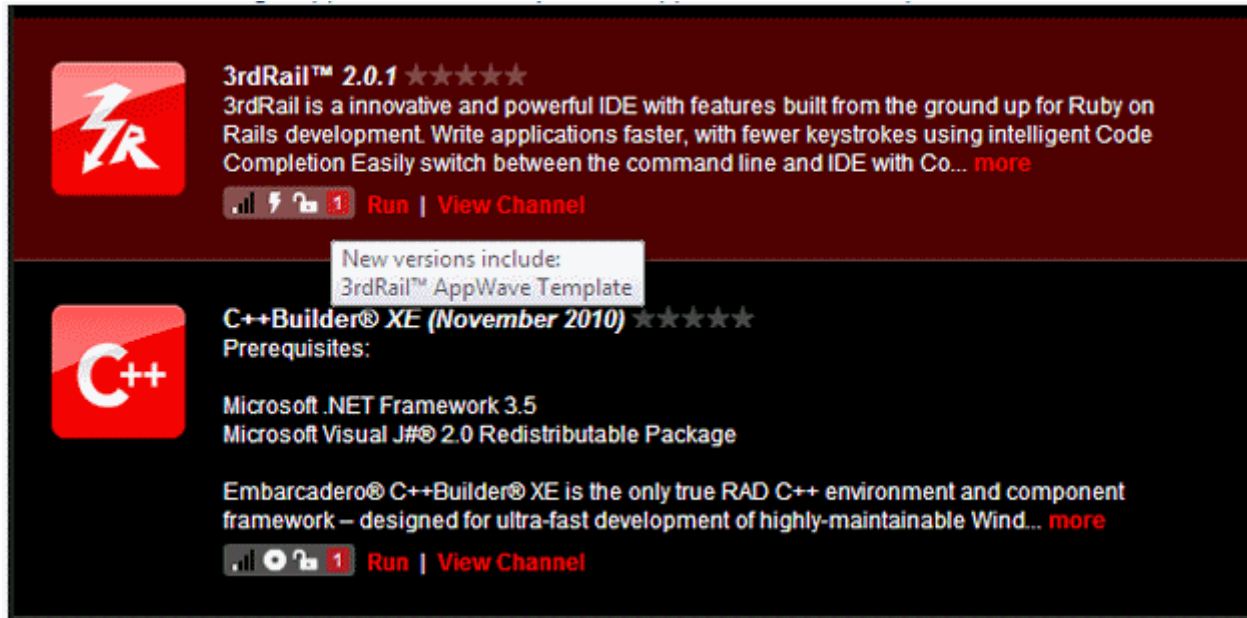 3rdRail™ 2.0.1
3rdRail is a innovative and powerful IDE with features built from the ground up for Ruby on
Rails development. Write applications faster, with fewer keystrokes using intelligent Code
Completion Easily switch between the command line and IDE with Co... more
1 Run | View Channel
New versions include:
3rdRail™ AppWave Template
C++
C++Builder® XE (November 2010)
Prerequisites:
Microsoft .NET Framework 3.5
Microsoft Visual J#® 2.0 Redistributable Package
Embarcadero® C++Builder® XE is the only true RAD C++ environment and component
framework – designed for ultra-fast development of highly-maintainable Wind... more
1 Run | View Channel